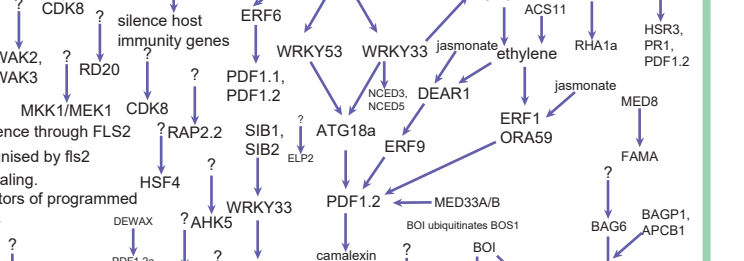 ?
CDK8
silence host
immunity genes
ERF6
ACS11
HSR3,
PR1,
PDF1.2
?
WRKY53
WRKY33
jasmonate
ethylene
RHA1a
WAK2,
WAK3
?
RD20
?
?
PDF1.1,
PDF1.2
NCED3,
NCED5
DEAR1
jasmonate
MKK1/MEK1
CDK8
MED8
ence through FLS2
?
RAP2.2
SIB1,
SIB2
?
ELP2
ATG18a
ERF1
ORA59
ERF9
FAMA
nised by fls2
?
?
aling.
HSF4
tors of programmed
WRKY33
PDF1.2
MED33A/B
DEWAX
?
AHK5
BOI ubiquitinates BOS1
BAG6
BAGP1,
APCB1
?
?
camalexin
?
BOI